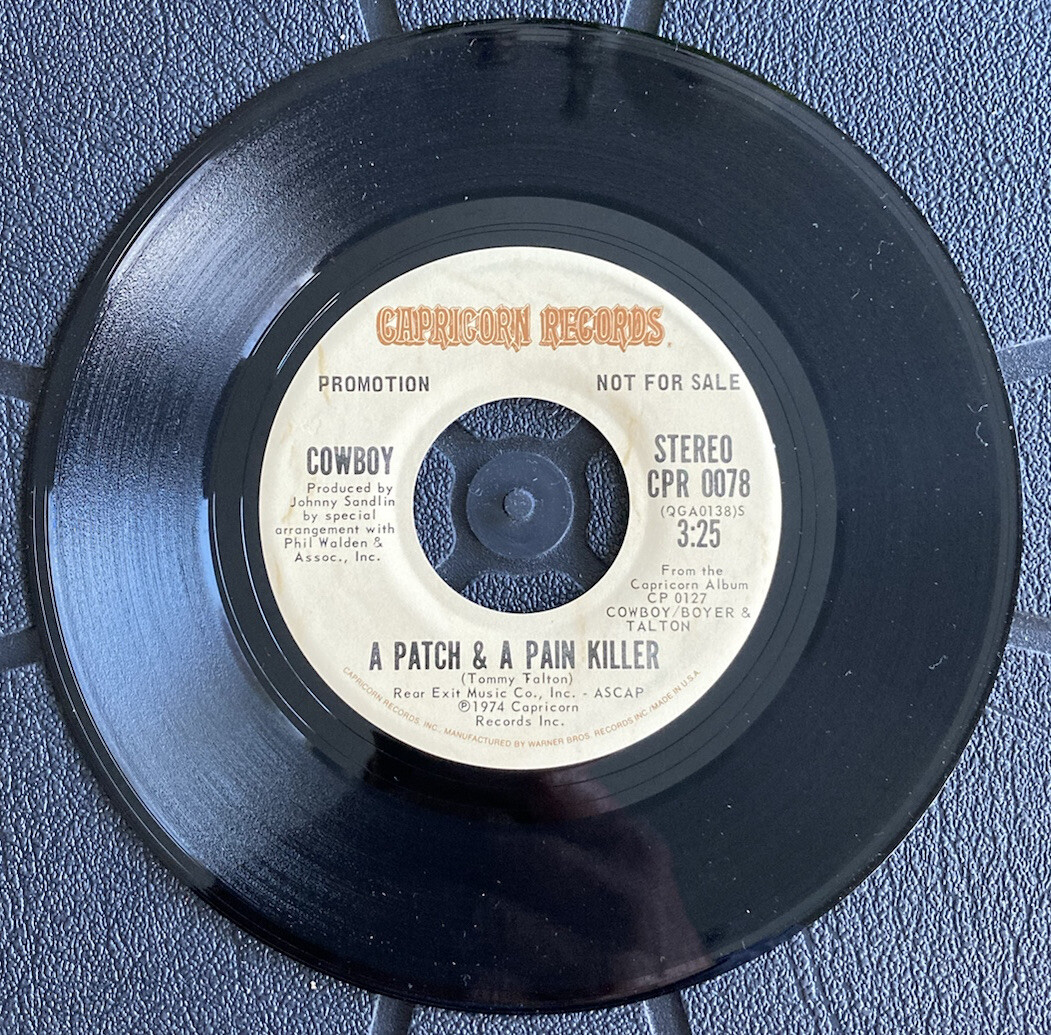 CAPRICORN RECORDS
PROMOTION
NOT FOR SALE
COWBOY
Produced by
Johnny Sandlin
by special
arrangement with
Phil Walden &
Assoc., Inc.
STEREO
CPR 0078
(QGA0138)S
3:25
From the
Capricorn Album
CP 0127
COWBOY/BOYER &
TALTON
A PATCH & A PAIN KILLER
(Tommy Talton)
Rear Exit Music Co., Inc. - ASCAP
℗1974 Capricorn
Records Inc.
CAPRICORN RECORDS, INC., MANUFACTURED BY WARNER BROS. RECORDS INC./MADE IN U.S.A.